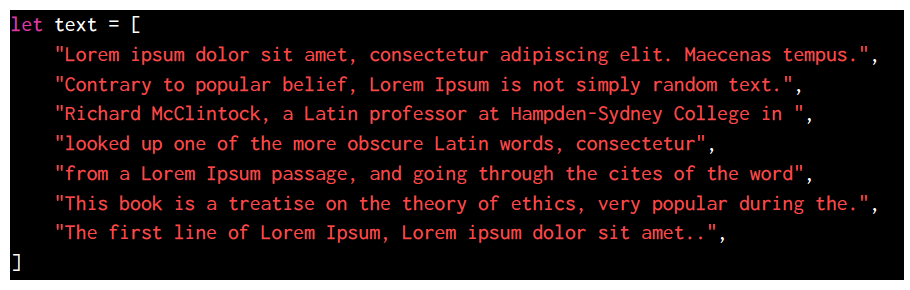 let text = [
    "Lorem ipsum dolor sit amet, consectetur adipiscing elit. Maecenas tempus.",
    "Contrary to popular belief, Lorem Ipsum is not simply random text.",
    "Richard McClintock, a Latin professor at Hampden-Sydney College in ",
    "looked up one of the more obscure Latin words, consectetur",
    "from a Lorem Ipsum passage, and going through the cites of the word",
    "This book is a treatise on the theory of ethics, very popular during the.",
    "The first line of Lorem Ipsum, Lorem ipsum dolor sit amet..",
]